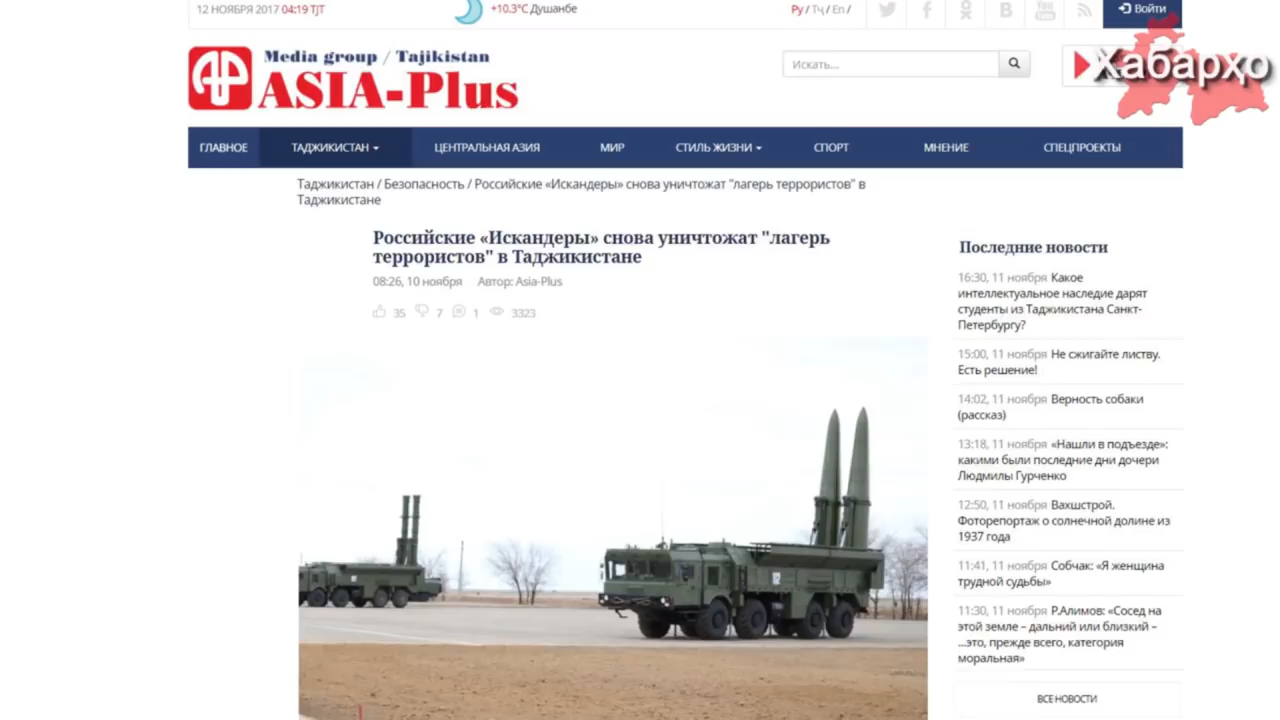 12 НОЯБРЯ 2017 04:19 TJT
+10.3°C Душанбе
Ру / Тҷ / En /
Войти
Media group / Tajikistan
ASIA-Plus
Искать...
Хабарҳо
ГЛАВНОЕ
ТАДЖИКИСТАН
ЦЕНТРАЛЬНАЯ АЗИЯ
МИР
СТИЛЬ ЖИЗНИ
СПОРТ
МНЕНИЕ
СПЕЦПРОЕКТЫ
Таджикистан / Безопасность / Российские «Искандеры» снова уничтожат "лагерь террористов" в
Таджикистане
Российские «Искандеры» снова уничтожат "лагерь
террористов" в Таджикистане
08:26, 10 ноября Автор: Asia-Plus
35 7 1 3323
Последние новости
16:30, 11 ноября Какое
интеллектуальное наследие дарят
студенты из Таджикистана Санкт-
Петербургу?
15:00, 11 ноября Не сжигайте листву.
Есть решение!
14:02, 11 ноября Верность собаки
(рассказ)
13:18, 11 ноября «Нашли в подъезде»:
какими были последние дни дочери
Людмилы Гурченко
12:50, 11 ноября Вахшстрой.
Фоторепортаж о солнечной долине из
1937 года
11:41, 11 ноября Собчак: «Я женщина
трудной судьбы»
11:30, 11 ноября Р.Алимов: «Сосед на
этой земле – дальний или близкий –
...это, прежде всего, категория
моральная»
ВСЕ НОВОСТИ